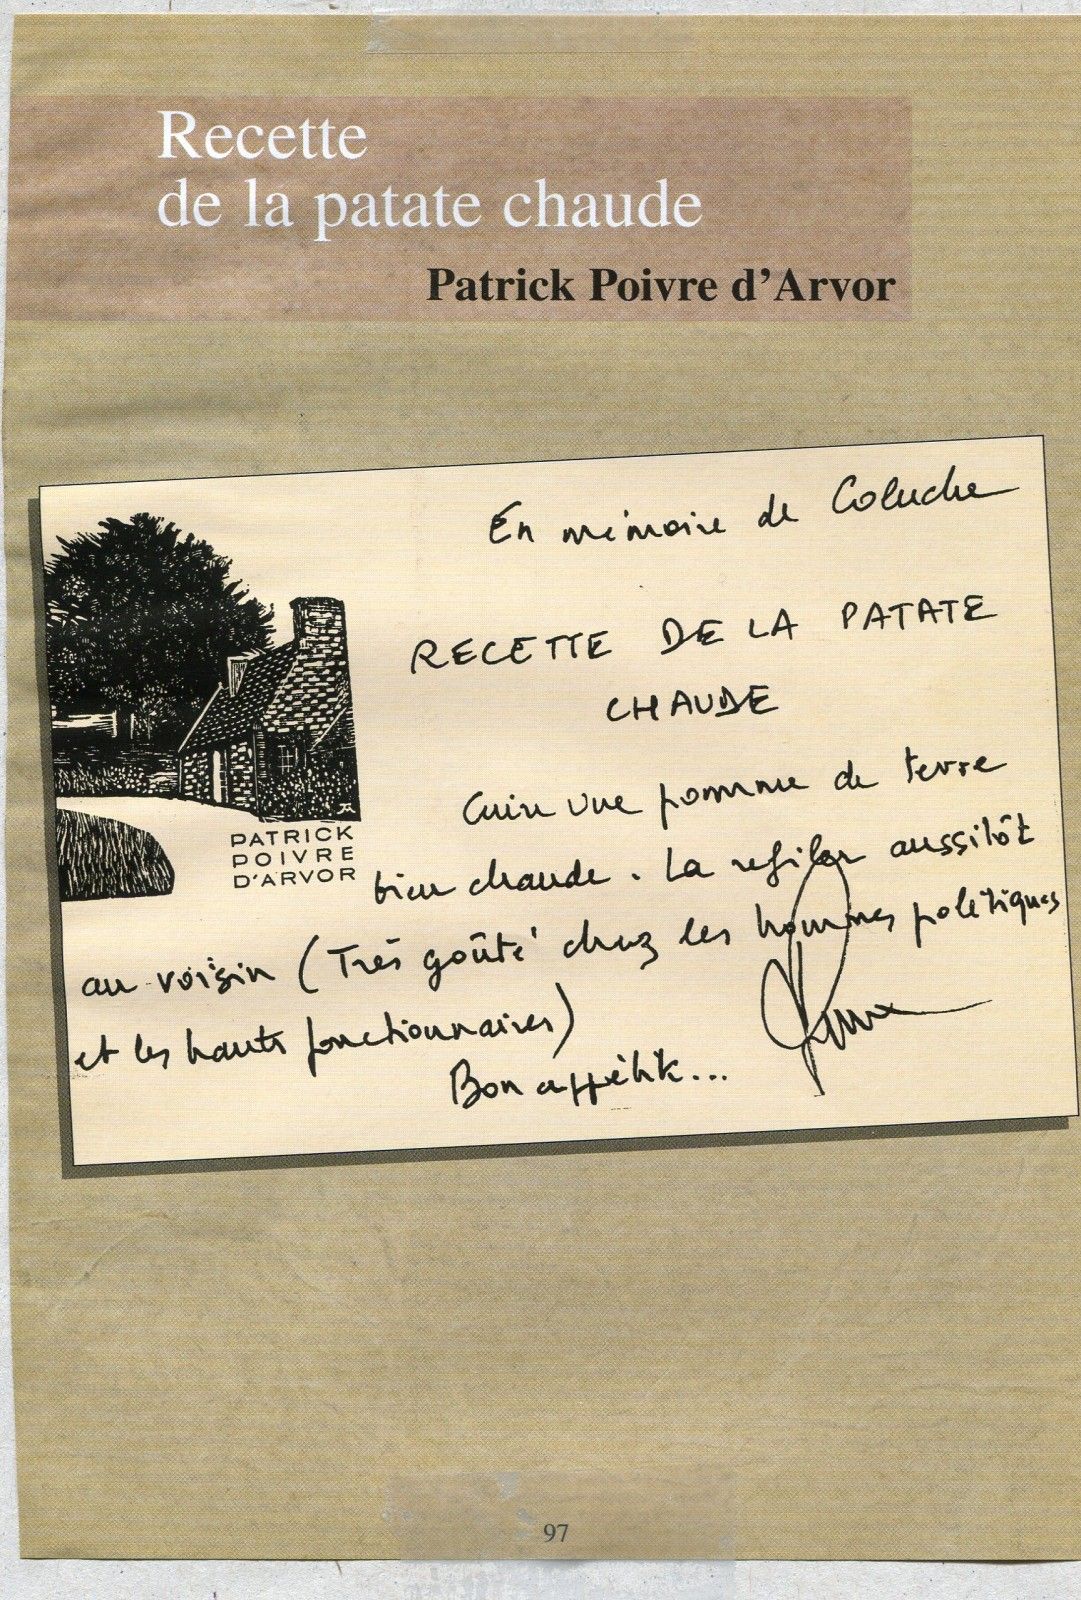 Recette
de la patate chaude
Patrick Poivre d'Arvor
En mémoire de Coluche
RECETTE DE LA PATATE
CHAUDE
PATRICK
POIVRE
D'ARVOR
Cuire une pomme de terre
bien chaude. La refiler aussitôt
au voisin (Très goûté chez les hommes politiques
et les hauts fonctionnaires)
Bon appétit...
97